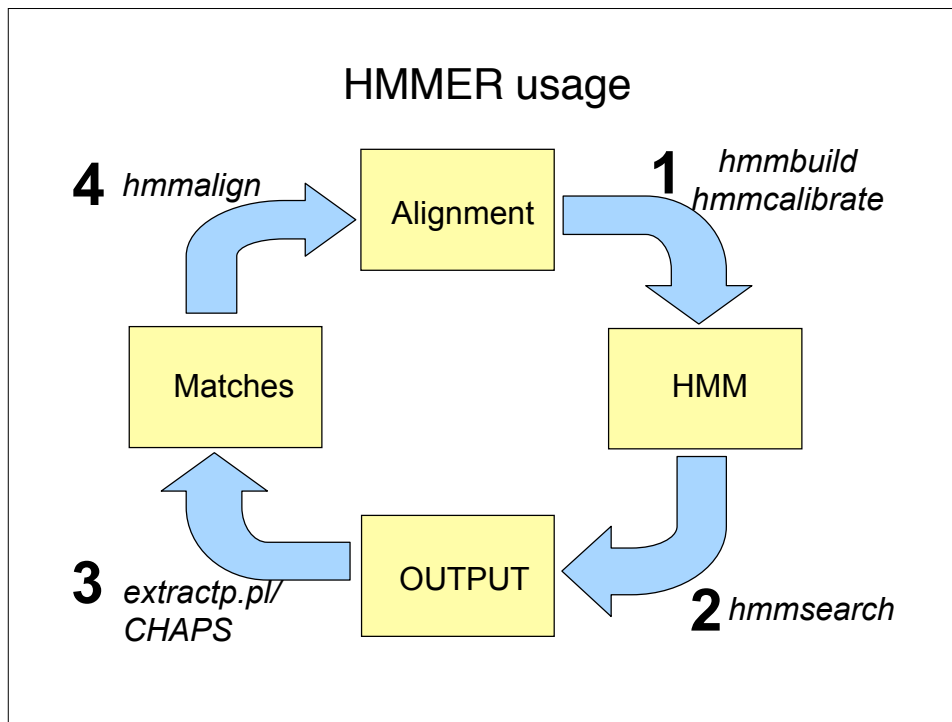 HMMER usage
4 hmmalign
Alignment
1 hmmbuild
hmmcalibrate
Matches
HMM
3 extractp.pl/
CHAPS
OUTPUT
2 hmmsearch